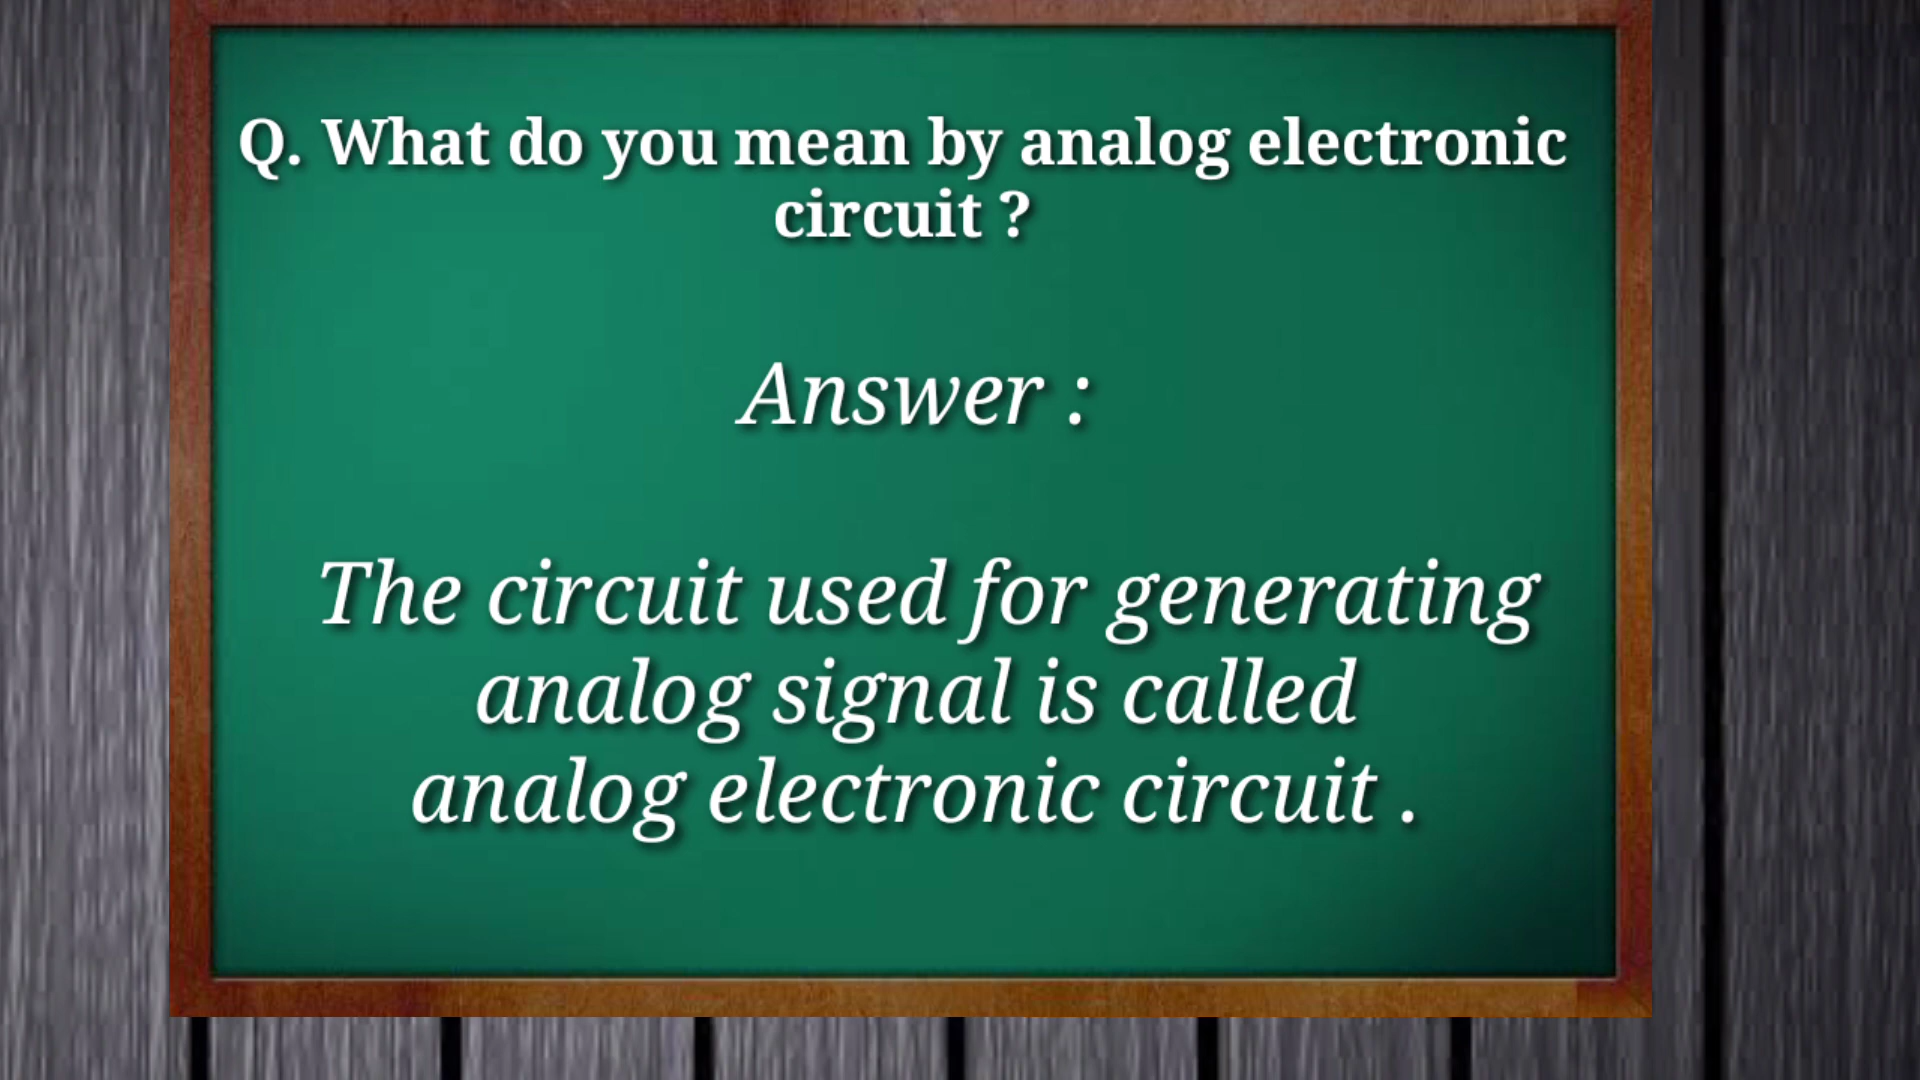 Q. What do you mean by analog electronic
circuit ?
Answer :
The circuit used for generating
analog signal is called
analog electronic circuit .